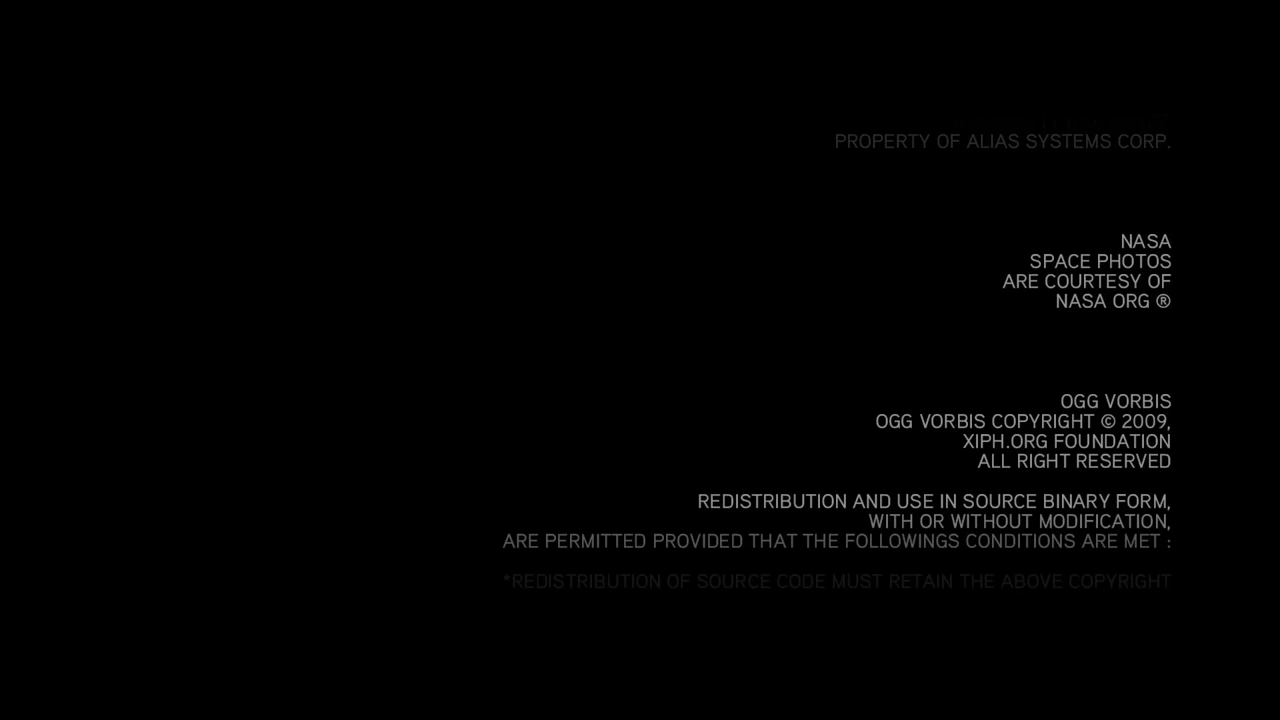 PROPERTY OF ALIAS SYSTEMS CORP.
NASA
SPACE PHOTOS
ARE COURTESY OF
NASA ORG ®
OGG VORBIS
OGG VORBIS COPYRIGHT © 2009,
XIPH.ORG FOUNDATION
ALL RIGHT RESERVED
REDISTRIBUTION AND USE IN SOURCE BINARY FORM,
WITH OR WITHOUT MODIFICATION,
ARE PERMITTED PROVIDED THAT THE FOLLOWINGS CONDITIONS ARE MET :
*REDISTRIBUTION OF SOURCE CODE MUST RETAIN THE ABOVE COPYRIGHT